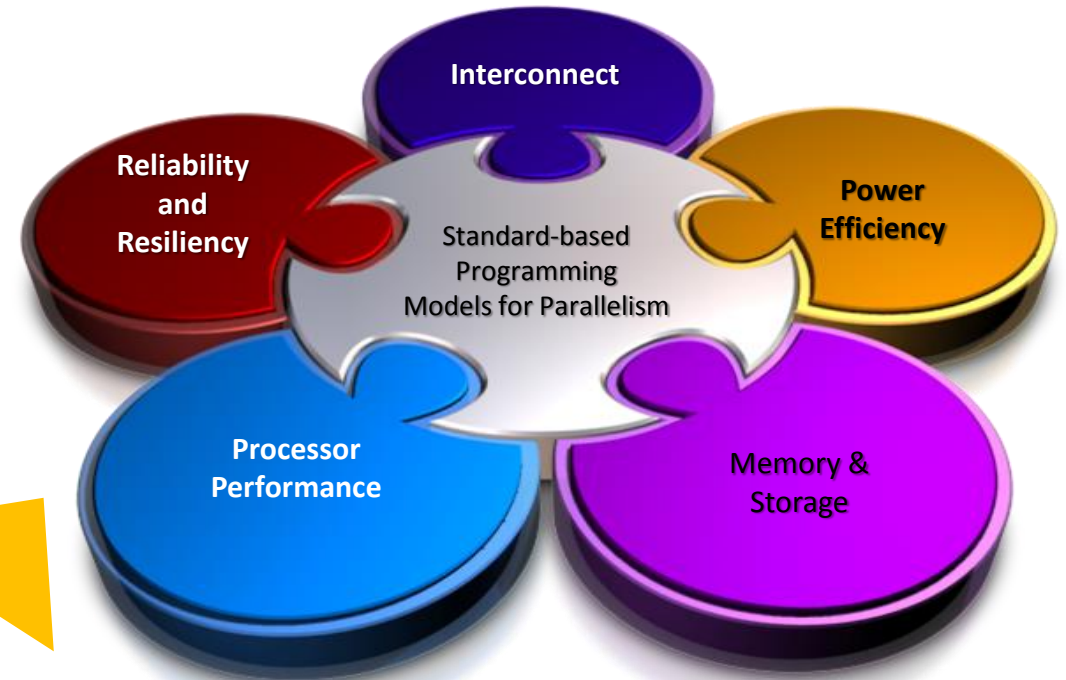 Interconnect
Reliability
and
Resiliency
Power
Efficiency
Standard-based
Programming
Models for Parallelism
Processor
Performance
Memory &
Storage